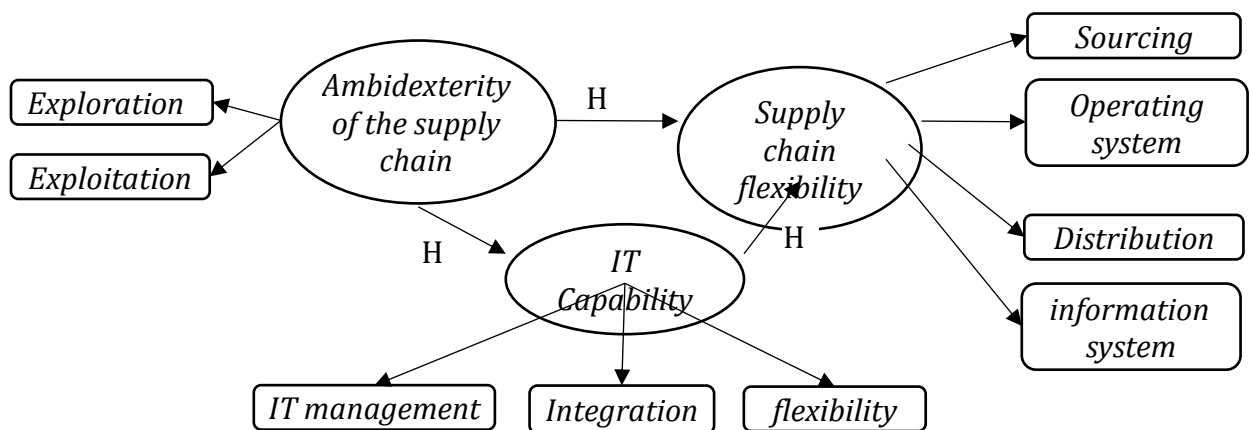 Exploration
Exploitation
Ambidexterity
of the supply
chain
H
H
IT
Capability
H
Supply
chain
flexibility
Sourcing
Operating
system
Distribution
information
system
IT management
Integration
flexibility